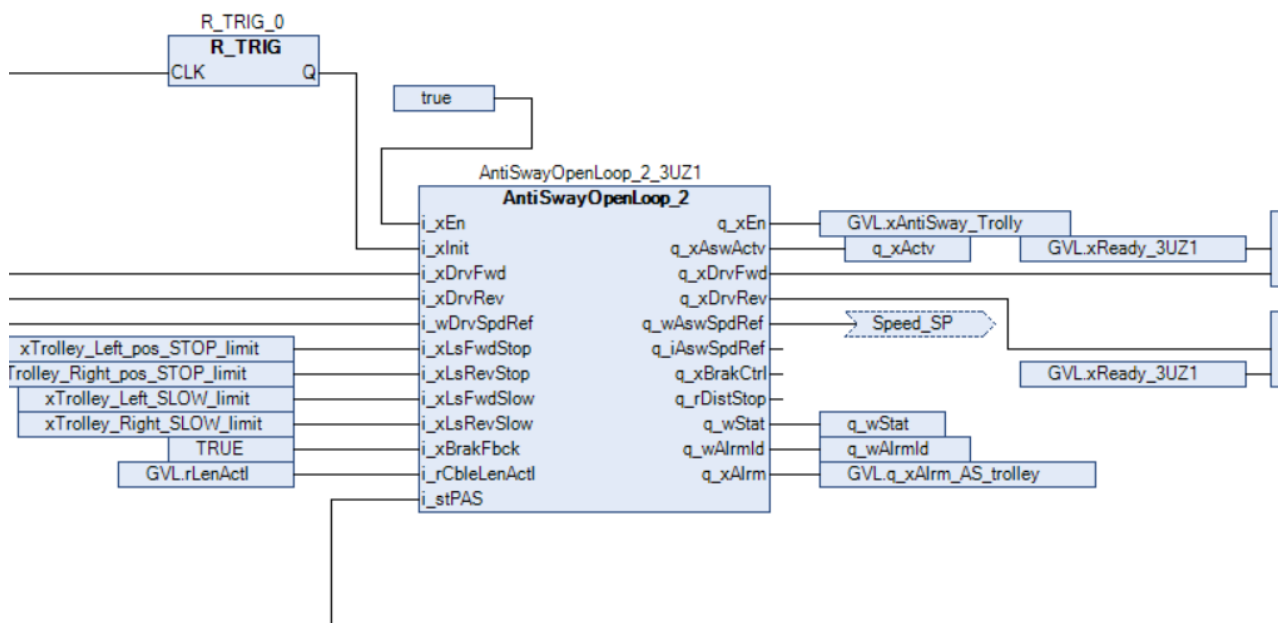 R_TRIG_0
R_TRIG
CLK Q
true
AntiSwayOpenLoop_2_3UZ1
AntiSwayOpenLoop_2
i_xEn q_xEn GVL.xAntiSway_Trolly
i_xInit q_xAswActv q_xActv GVL.xReady_3UZ1
i_xDrvFwd q_xDrvFwd
i_xDrvRev q_xDrvRev
i_wDrvSpdRef q_wAswSpdRef Speed_SP
xTrolley_Left_pos_STOP_limit i_xLsFwdStop q_iAswSpdRef
Trolley_Right_pos_STOP_limit i_xLsRevStop q_xBrakCtrl GVL.xReady_3UZ1
xTrolley_Left_SLOW_limit i_xLsFwdSlow q_rDistStop
xTrolley_Right_SLOW_limit i_xLsRevSlow q_wStat q_wStat
TRUE i_xBrakFbck q_wAlrmId q_wAlrmId
GVL.rLenActl i_rCbleLenActl q_xAlrm GVL.q_xAlrm_AS_trolley
i_stPAS